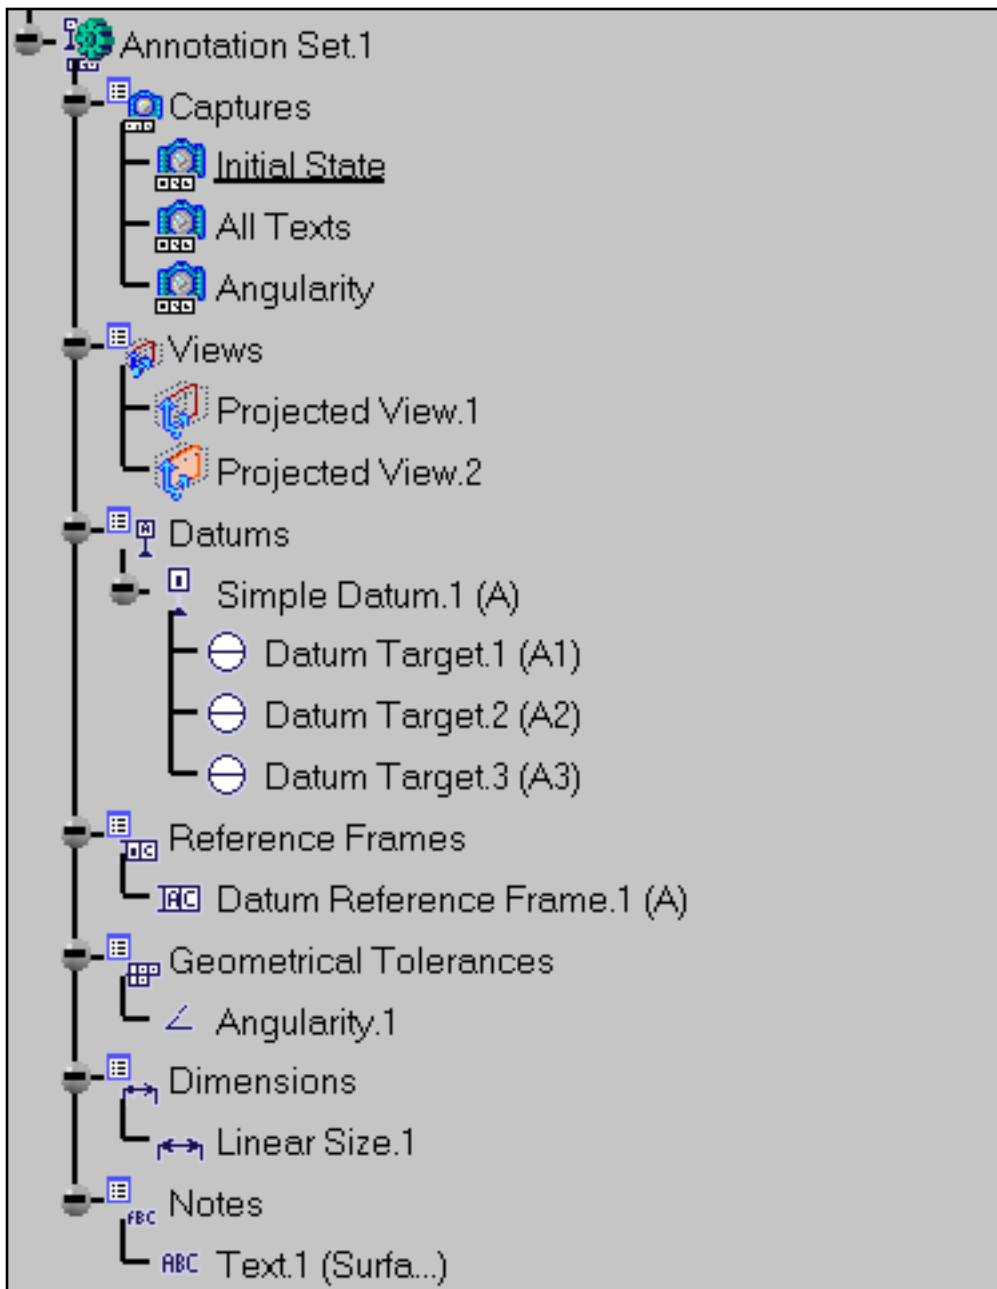 Annotation Set.1
Captures
Initial State
All Texts
Angularity
Views
Projected View.1
Projected View.2
Datums
Simple Datum.1 (A)
Datum Target.1 (A1)
Datum Target.2 (A2)
Datum Target.3 (A3)
Reference Frames
Datum Reference Frame.1 (A)
Geometrical Tolerances
Angularity.1
Dimensions
Linear Size.1
Notes
ABC Text.1 (Surfa...)